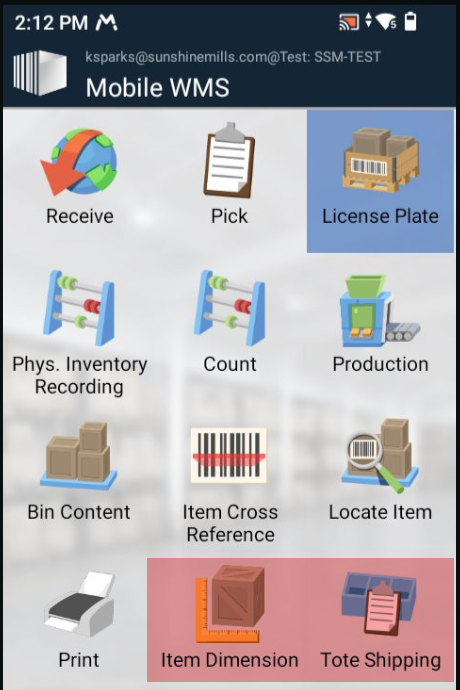 2:12 PM
ksparks@sunshinemills.com@Test: SSM-TEST
Mobile WMS
Receive
Pick
License Plate
Phys. Inventory
Recording
Count
Production
Bin Content
Item Cross
Reference
Locate Item
Print
Item Dimension
Tote Shipping